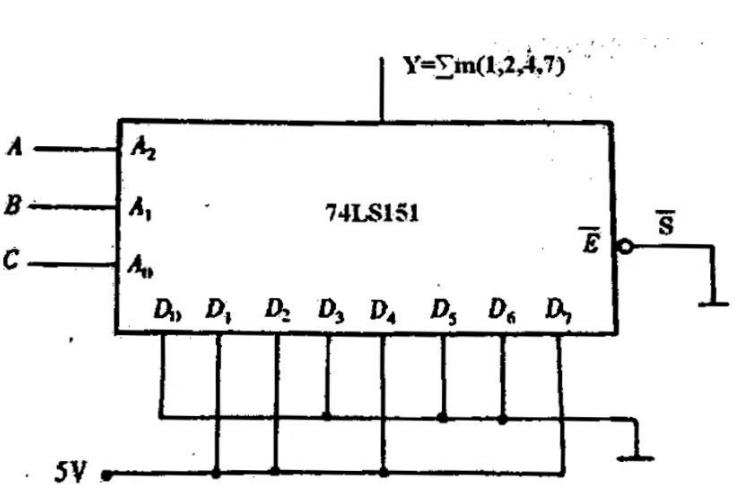 Y=∑m(1,2,4,7)
A A₂
B A₁ 74LS151 E̅ S̅
C A₀
D₀ D₁ D₂ D₃ D₄ D₅ D₆ D₇
5V